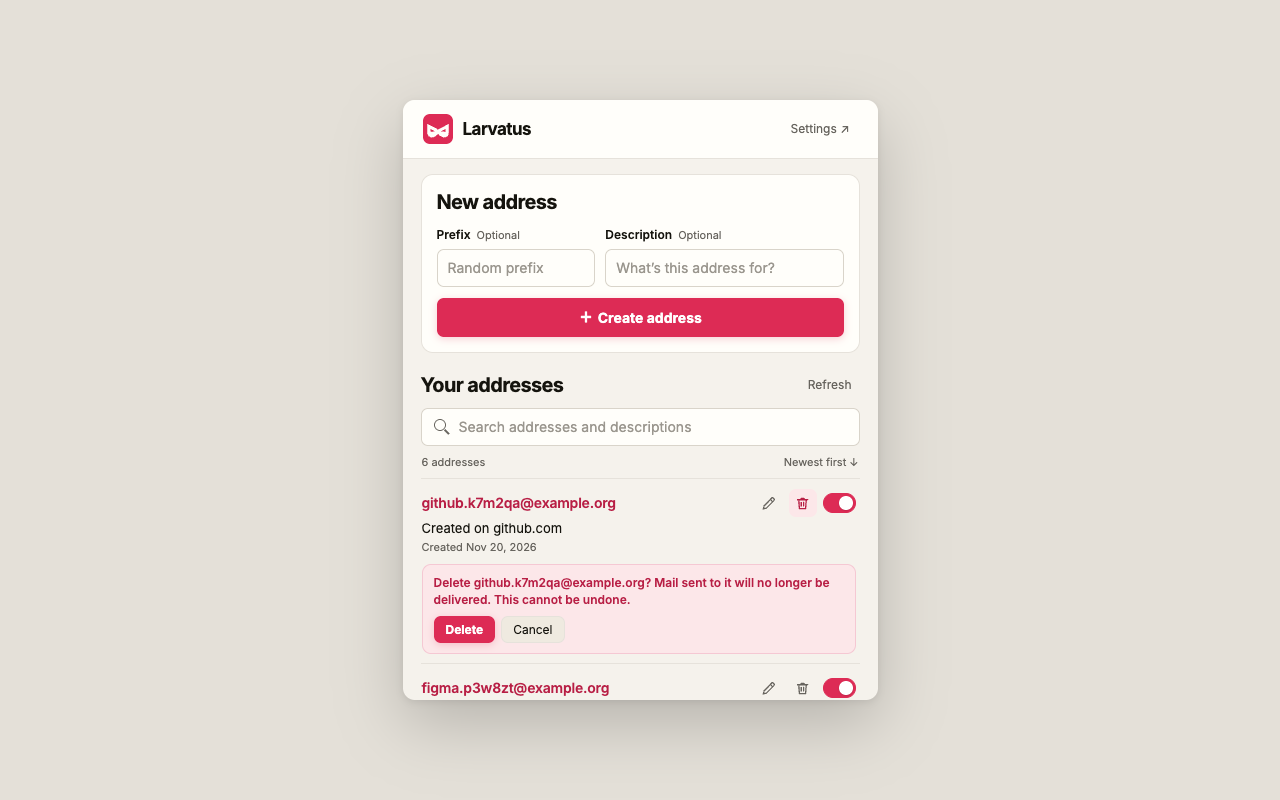 Larvatus
Settings ↗
New address
Prefix Optional
Description Optional
Random prefix
What’s this address for?
+ Create address
Your addresses
Refresh
Search addresses and descriptions
6 addresses
Newest first ↓
github.k7m2qa@example.org
Created on github.com
Created Nov 20, 2026
Delete github.k7m2qa@example.org? Mail sent to it will no longer be
delivered. This cannot be undone.
Delete
Cancel
figma.p3w8zt@example.org